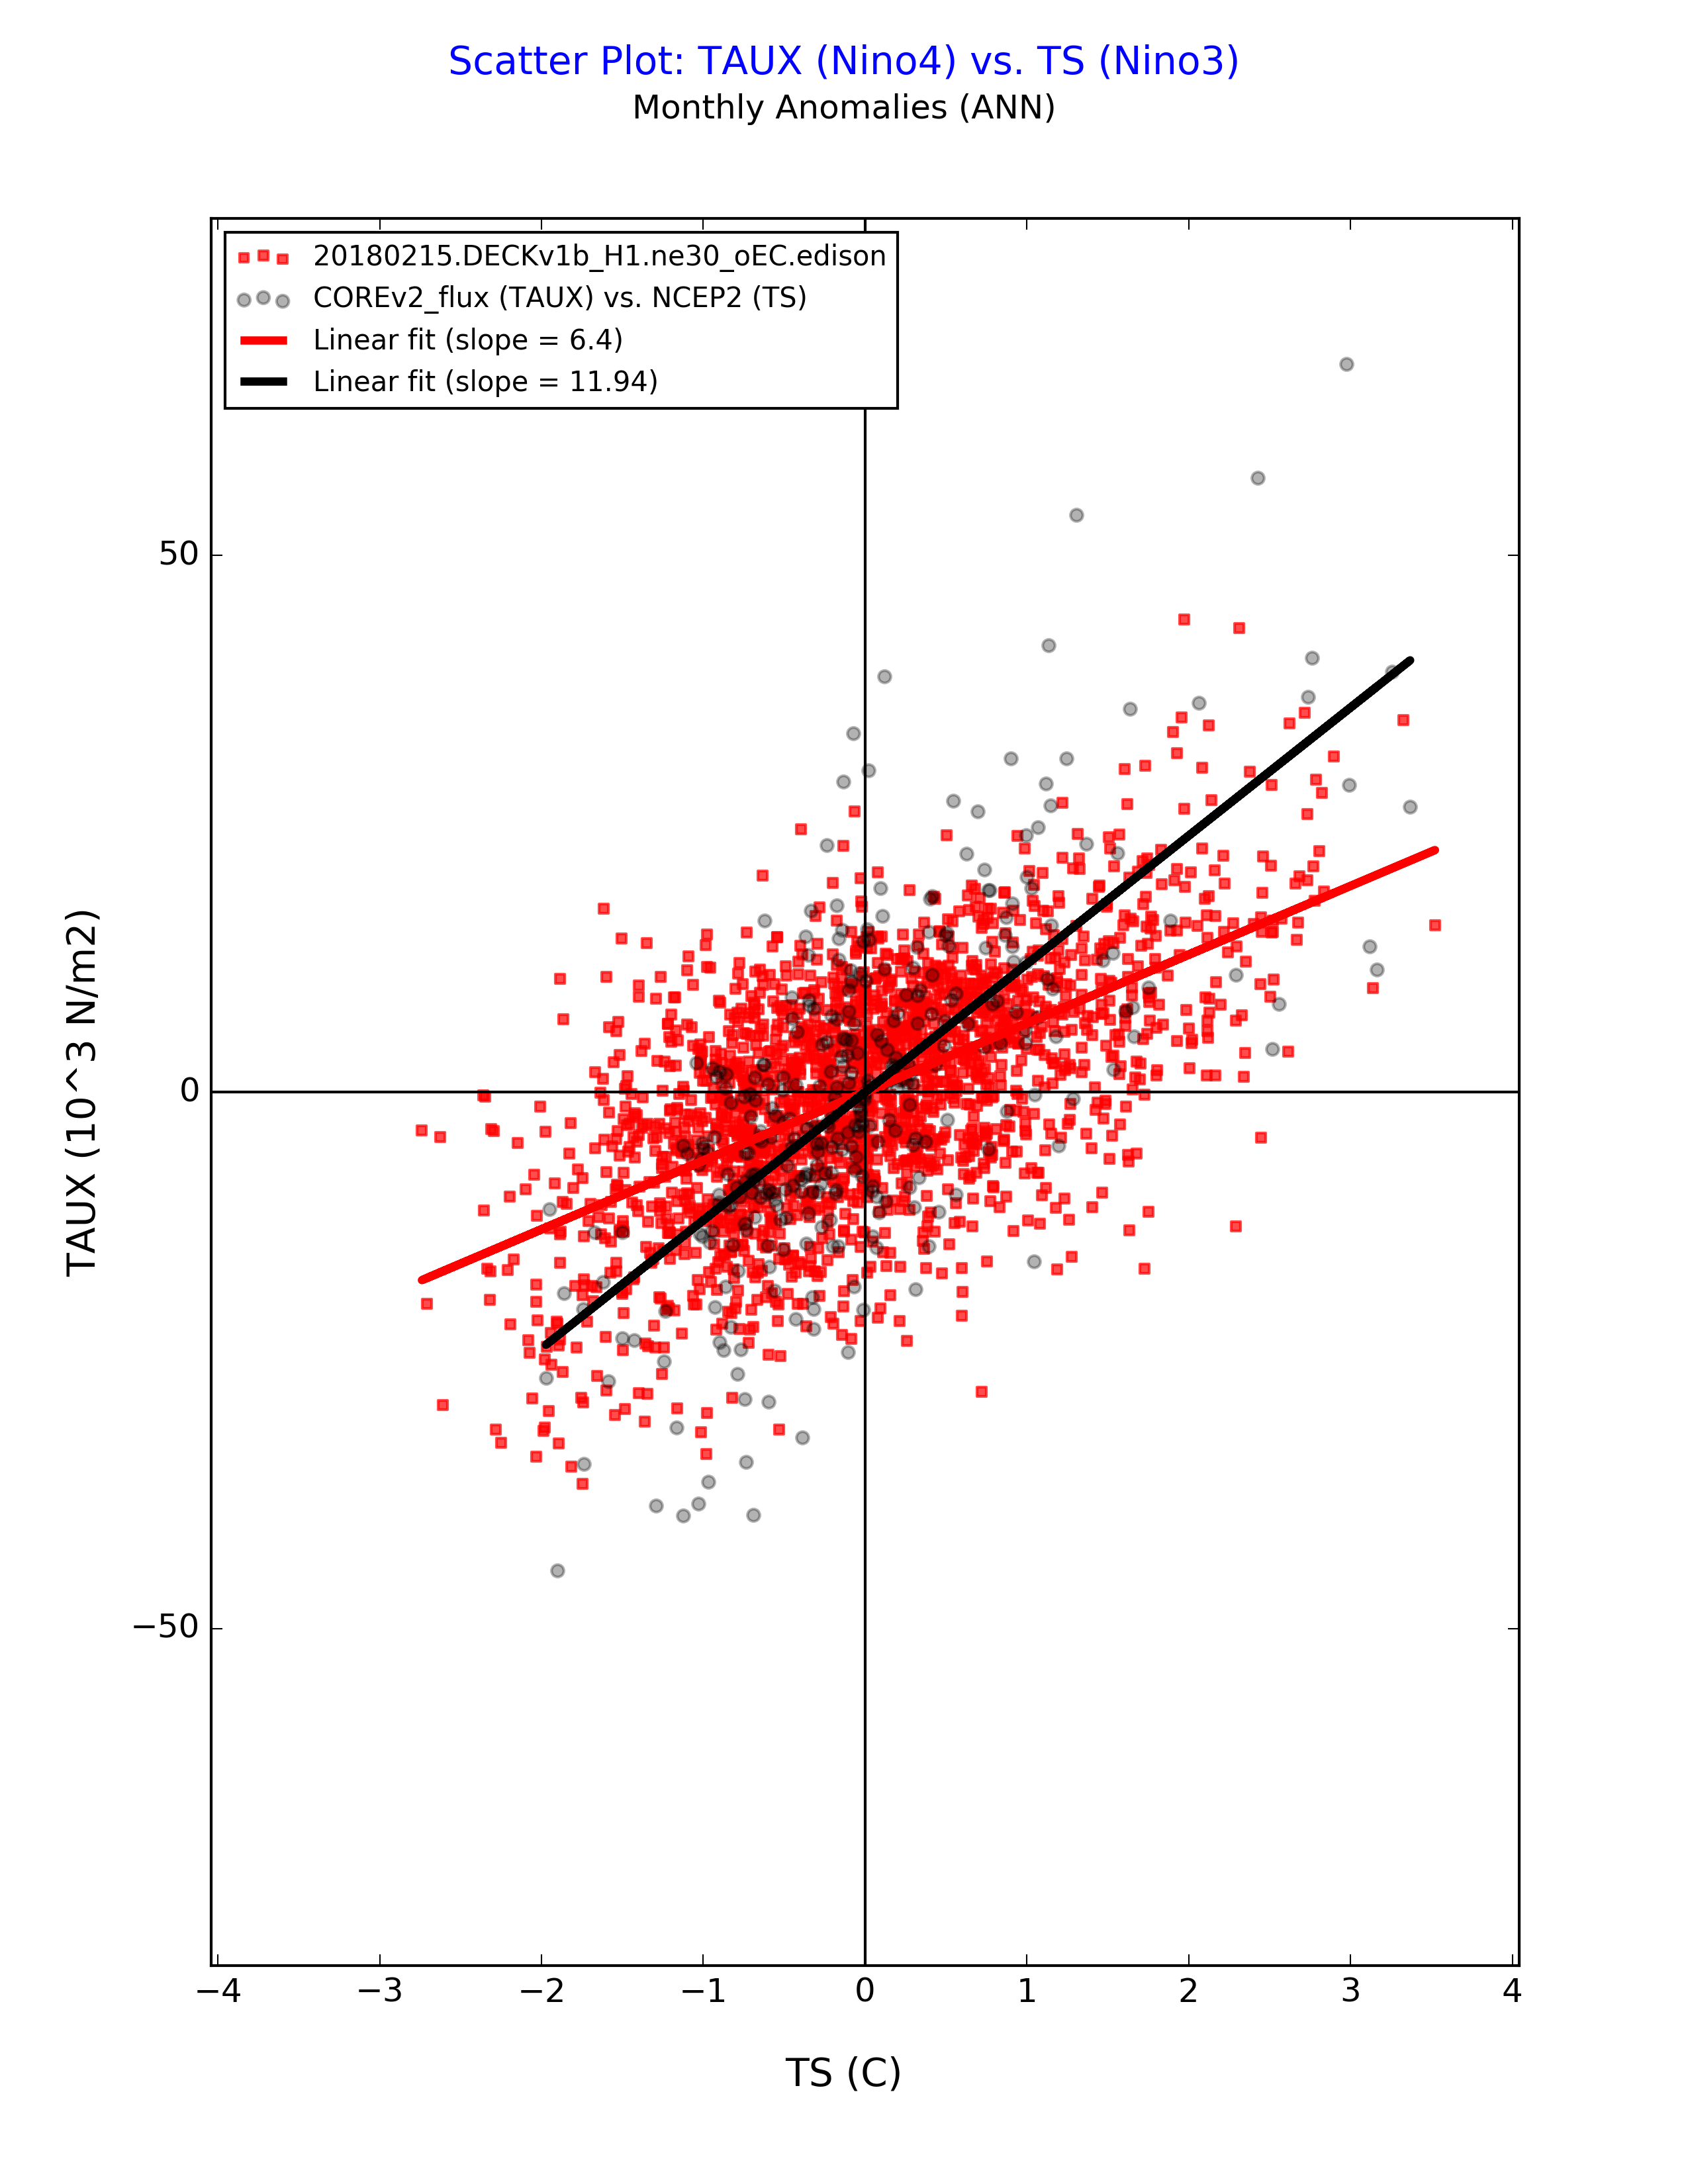 Scatter Plot: TAUX (Nino4) vs. TS (Nino3)
Monthly Anomalies (ANN)
20180215.DECKv1b_H1.ne30_oEC.edison
COREv2_flux (TAUX) vs. NCEP2 (TS)
Linear fit (slope = 6.4)
Linear fit (slope = 11.94)
50
0
−50
TAUX (10^3 N/m2)
−4 −3 −2 −1 0 1 2 3 4
TS (C)